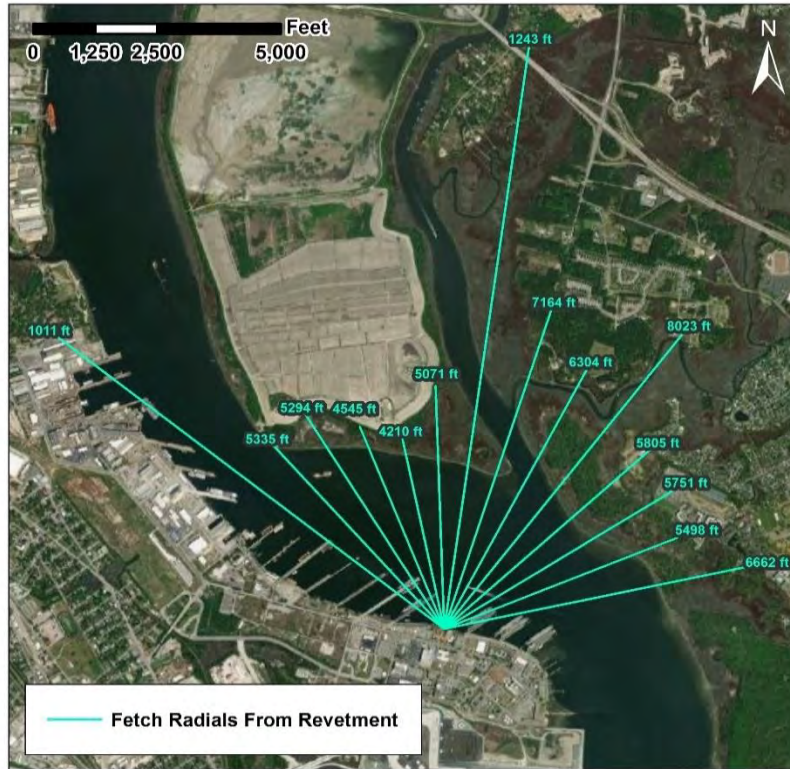 Feet
0 1,250 2,500 5,000
N
1243 ft
7164 ft
8023 ft
1011 ft
6304 ft
5071 ft
5294 ft
4545 ft
5335 ft
4210 ft
5805 ft
5751 ft
5498 ft
6662 ft
Fetch Radials From Revetment